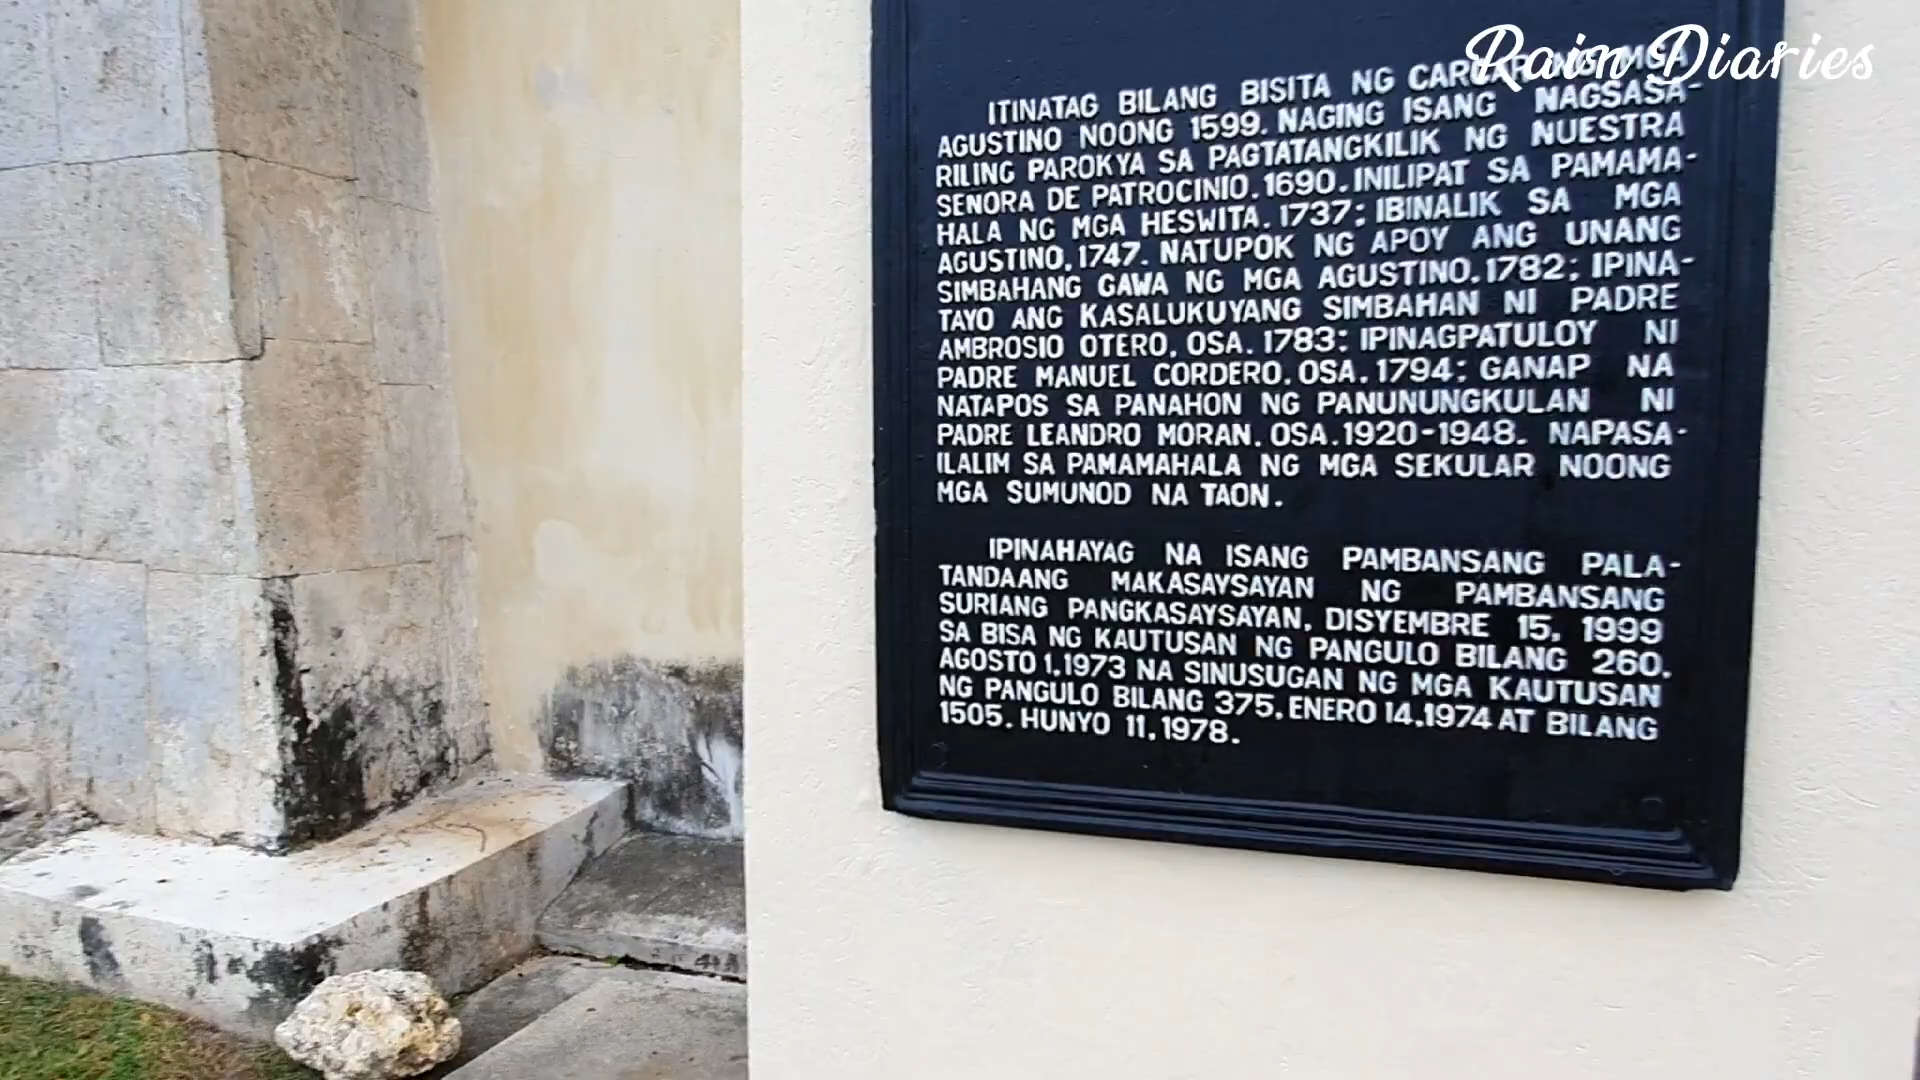 Rain Diaries
ITINATAG BILANG BISITA NG CARCAR NG MGA
AGUSTINO NOONG 1599. NAGING ISANG NAGSASA-
RILING PAROKYA SA PAGTATANGKILIK NG NUESTRA
SENORA DE PATROCINIO. 1690. INILIPAT SA PAMAMA-
HALA NG MGA HESWITA. 1737; IBINALIK SA MGA
AGUSTINO, 1747. NATUPOK NG APOY ANG UNANG
SIMBAHANG GAWA NG MGA AGUSTINO. 1782; IPINA-
TAYO ANG KASALUKUYANG SIMBAHAN NI PADRE
AMBROSIO OTERO, OSA. 1783; IPINAGPATULOY NI
PADRE MANUEL CORDERO, OSA. 1794; GANAP NA
NATAPOS SA PANAHON NG PANUNUNGKULAN NI
PADRE LEANDRO MORAN, OSA. 1920-1948. NAPASA-
ILALIM SA PAMAMAHALA NG MGA SEKULAR NOONG
MGA SUMUNOD NA TAON.
IPINAHAYAG NA ISANG PAMBANSANG PALA-
TANDAANG MAKASAYSAYAN NG PAMBANSANG
SURIANG PANGKASAYSAYAN, DISYEMBRE 15, 1999
SA BISA NG KAUTUSAN NG PANGULO BILANG 260,
AGOSTO 1, 1973 NA SINUSUGAN NG MGA KAUTUSAN
NG PANGULO BILANG 375, ENERO 14, 1974 AT BILANG
1505, HUNYO 11, 1978.